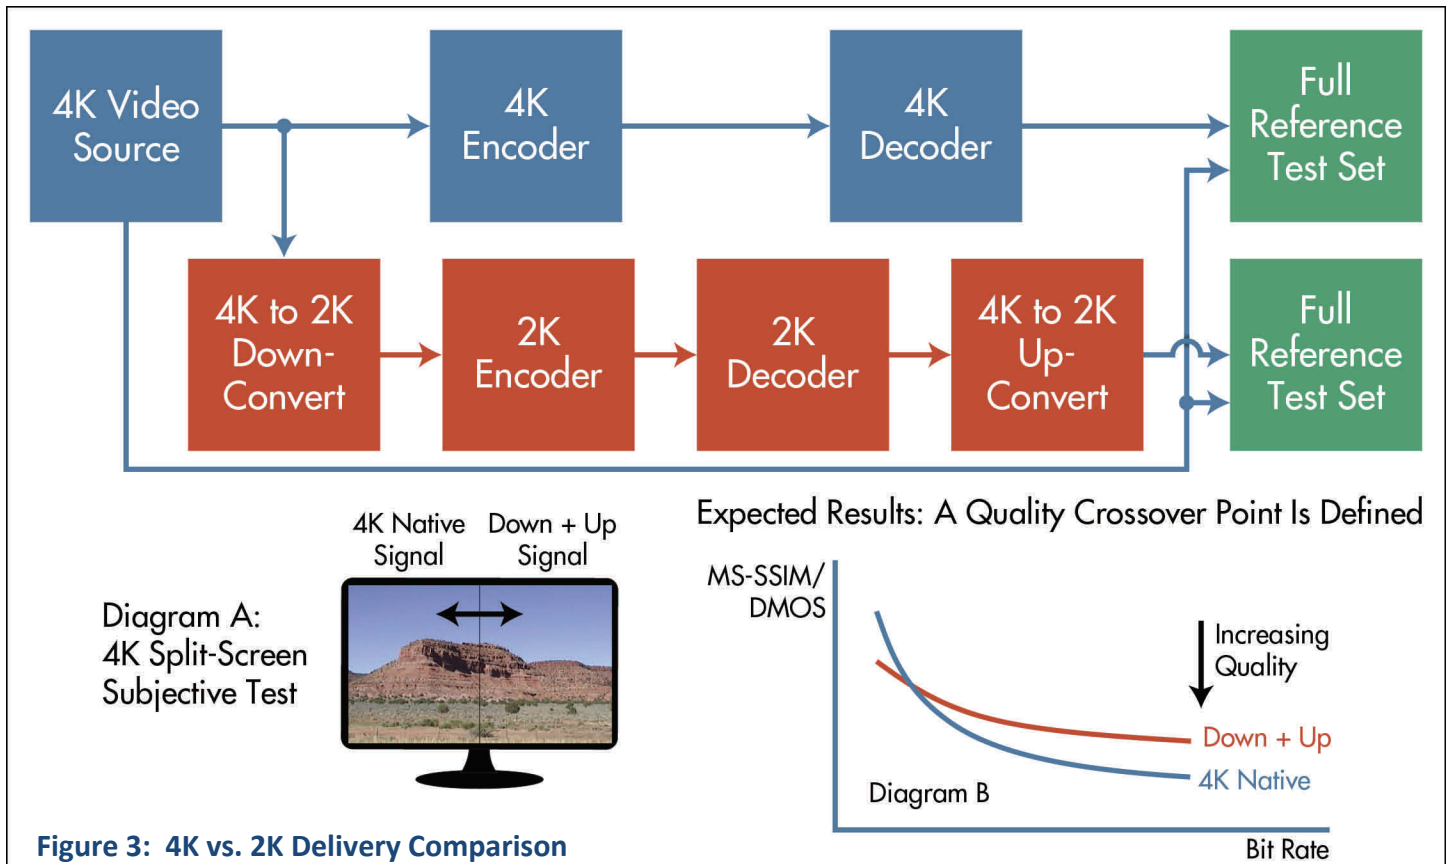 4K Video
Source
4K
Encoder
4K
Decoder
Full
Reference
Test Set
4K to 2K
Down-
Convert
2K
Encoder
2K
Decoder
4K to 2K
Up-
Convert
Full
Reference
Test Set
4K Native
Signal
Down + Up
Signal
Diagram A:
4K Split-Screen
Subjective Test
Expected Results: A Quality Crossover Point Is Defined
MS-SSIM/
DMOS
Increasing
Quality
Down + Up
4K Native
Diagram B
Bit Rate
Figure 3: 4K vs. 2K Delivery Comparison